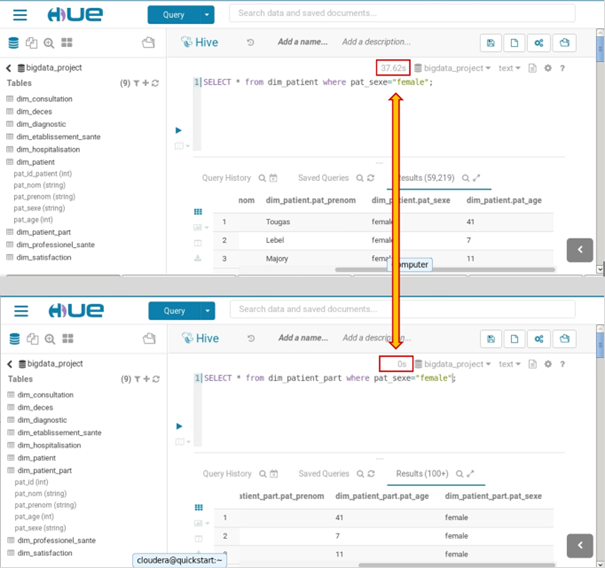 HUE
Query
Search data and saved documents...
Hive
Add a name...
Add a description...
bigdata_project
37.62s
bigdata_project
text
?
Tables
(9)
1 SELECT * from dim_patient where pat_sexe="female";
dim_consultation
dim_deces
dim_diagnostic
dim_etablissement_sante
dim_hospitalisation
dim_patient
pat_id_patient (int)
pat_nom (string)
pat_prenom (string)
pat_sexe (string)
pat_age (int)
dim_patient_part
dim_professionel_sante
dim_satisfaction
Query History
Saved Queries
Results (59,219)
nom
dim_patient.pat_prenom
dim_patient.pat_sexe
dim_patient.pat_age
1
Tougas
female
41
2
Lebel
female
7
3
Majory
11
HUE
Query
Search data and saved documents...
Hive
Add a name...
bigdata_project
0s
bigdata_project
text
?
Tables
(9)
1 SELECT * from dim_patient_part where pat_sexe="female";
dim_consultation
dim_deces
dim_diagnostic
dim_etablissement_sante
dim_hospitalisation
dim_patient
dim_patient_part
pat_id (int)
pat_nom (string)
pat_prenom (string)
pat_age (int)
pat_sexe (string)
dim_professionel_sante
dim_satisfaction
Query History
Saved Queries
Results (100+)
tient_part.pat_prenom
dim_patient_part.pat_age
dim_patient_part.pat_sexe
1
41
female
2
7
female
11
female
cloudera@quickstart:~